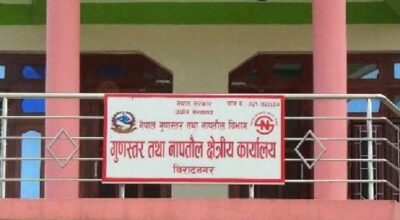 नेपाल सरकार फोन नं.
उद्योग मन्त्रालय
नेपाल गुणस्तर तथा नापतौल विभाग
गुणस्तर तथा नापतौल क्षेत्रीय कार्यालय
विराटनगर